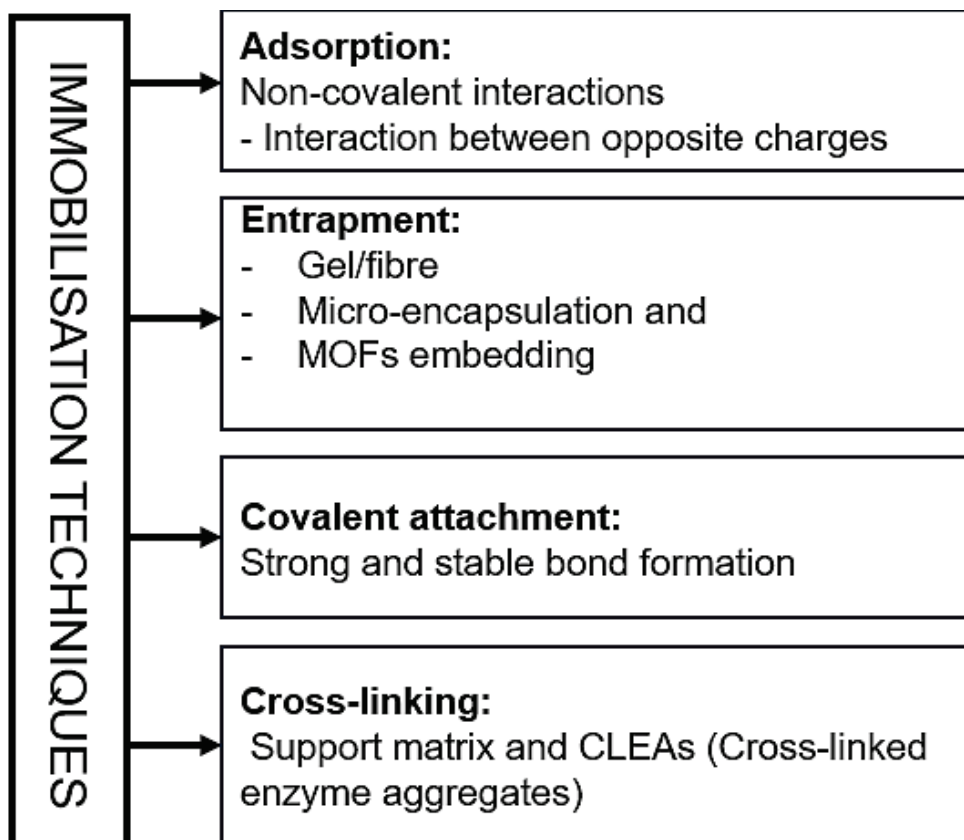 IMMOBILISATION TECHNIQUES
Adsorption:
Non-covalent interactions
- Interaction between opposite charges
Entrapment:
- Gel/fibre
- Micro-encapsulation and
- MOFs embedding
Covalent attachment:
Strong and stable bond formation
Cross-linking:
Support matrix and CLEAs (Cross-linked
enzyme aggregates)